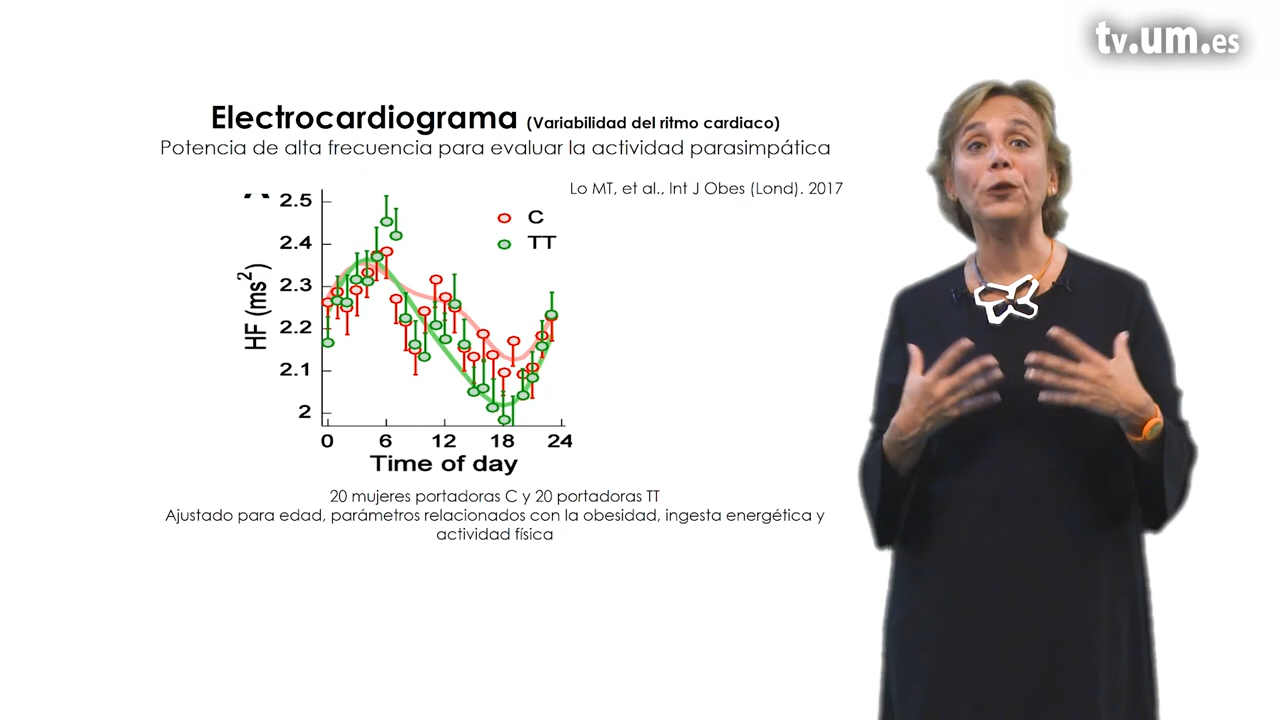 tv.um.es
Electrocardiograma (Variabilidad del ritmo cardiaco)
Potencia de alta frecuencia para evaluar la actividad parasimpática
Lo MT, et al., Int J Obes (Lond). 2017
2.5
2.4
2.3
2.2
2.1
2
HF (ms²)
C
TT
0 6 12 18 24
Time of day
20 mujeres portadoras C y 20 portadoras TT
Ajustado para edad, parámetros relacionados con la obesidad, ingesta energética y
actividad física